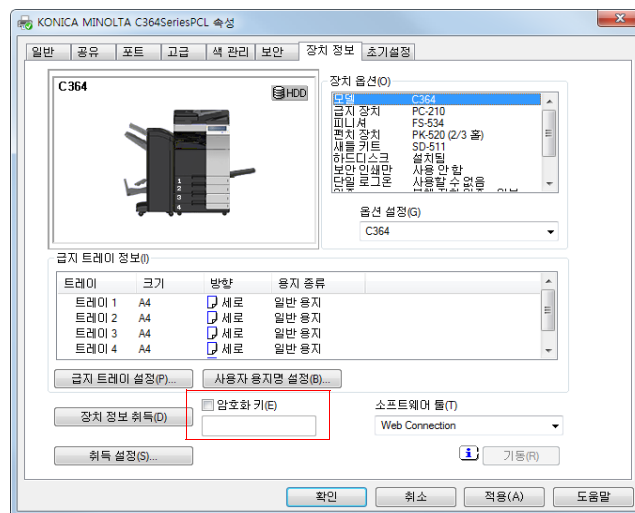 KONICA MINOLTA C364SeriesPCL 속성
일반 공유 포트 고급 색 관리 보안 장치 정보 초기설정
C364
HDD
장치 옵션(O)
모델 C364
급지 장치 PC-210
피니셔 FS-534
펀치 장치 PK-520 (2/3 홀)
새들 키트 SD-511
하드디스크 설치됨
보안 인쇄만 사용 안 함
단일 로그온 사용할 수 없음
옵션 설정(G)
C364
급지 트레이 정보(I)
트레이 크기 방향 용지 종류
트레이 1 A4 세로 일반 용지
트레이 2 A4 세로 일반 용지
트레이 3 A4 세로 일반 용지
트레이 4 A4 세로 일반 용지
급지 트레이 설정(P)... 사용자 용지명 설정(B)...
장치 정보 취득(D)
암호화 키(E)
소프트웨어 툴(T)
Web Connection
취득 설정(S)...
기동(R)
확인 취소 적용(A) 도움말